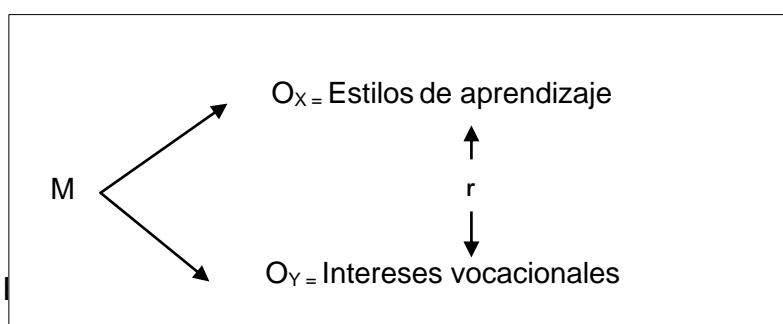 Oₓ = Estilos de aprendizaje
M
r
Oᵧ = Intereses vocacionales